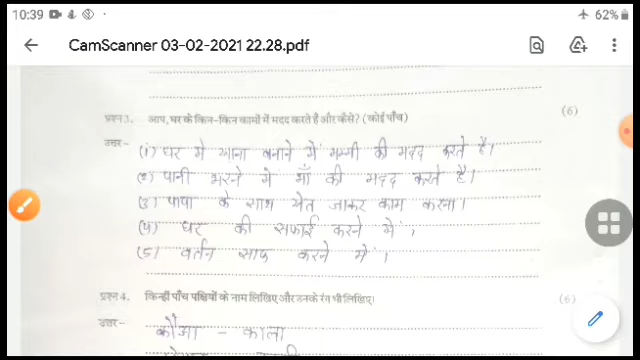 10:39 62%
CamScanner 03-02-2021 22.28.pdf
प्रश्न3. आप, घर के किन-किन कामों में मदद करते हैं और कैसे? (कोई पाँच) (6)
उत्तर- (1) घर मे खाना बनाने में मम्मी की मदद करते है।
(2) पानी भरने मे माँ की मदद करते है।
(3) पापा के साथ खेत जाकर काम करना।
(4) घर की सफाई करने में।
(5) बर्तन साफ करने में।
प्रश्न4. किन्हीं पाँच पक्षियों के नाम लिखिए और उनके रंग भी लिखिए। (6)
उत्तर- कौआ - काला